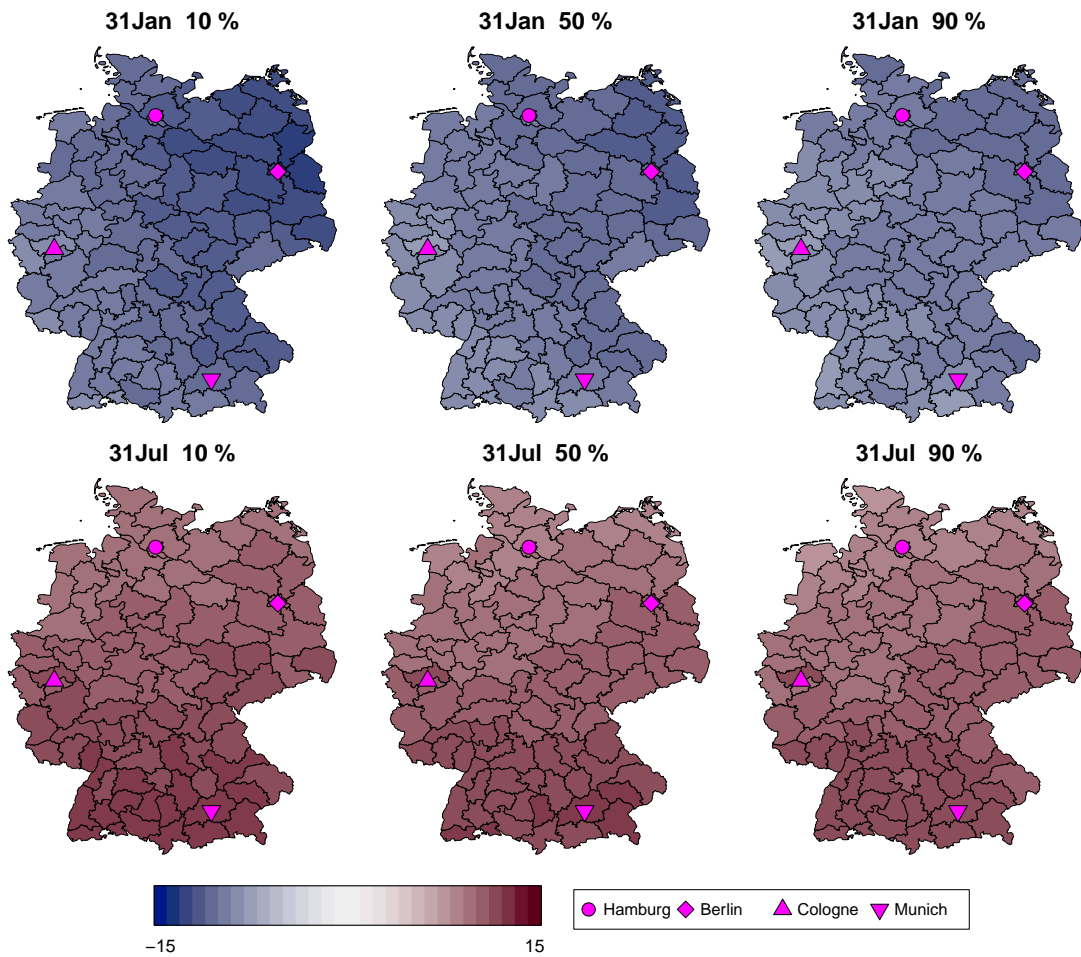 31Jan 10 %
31Jan 50 %
31Jan 90 %
31Jul 10 %
31Jul 50 %
31Jul 90 %
−15
15
Hamburg
Berlin
Cologne
Munich